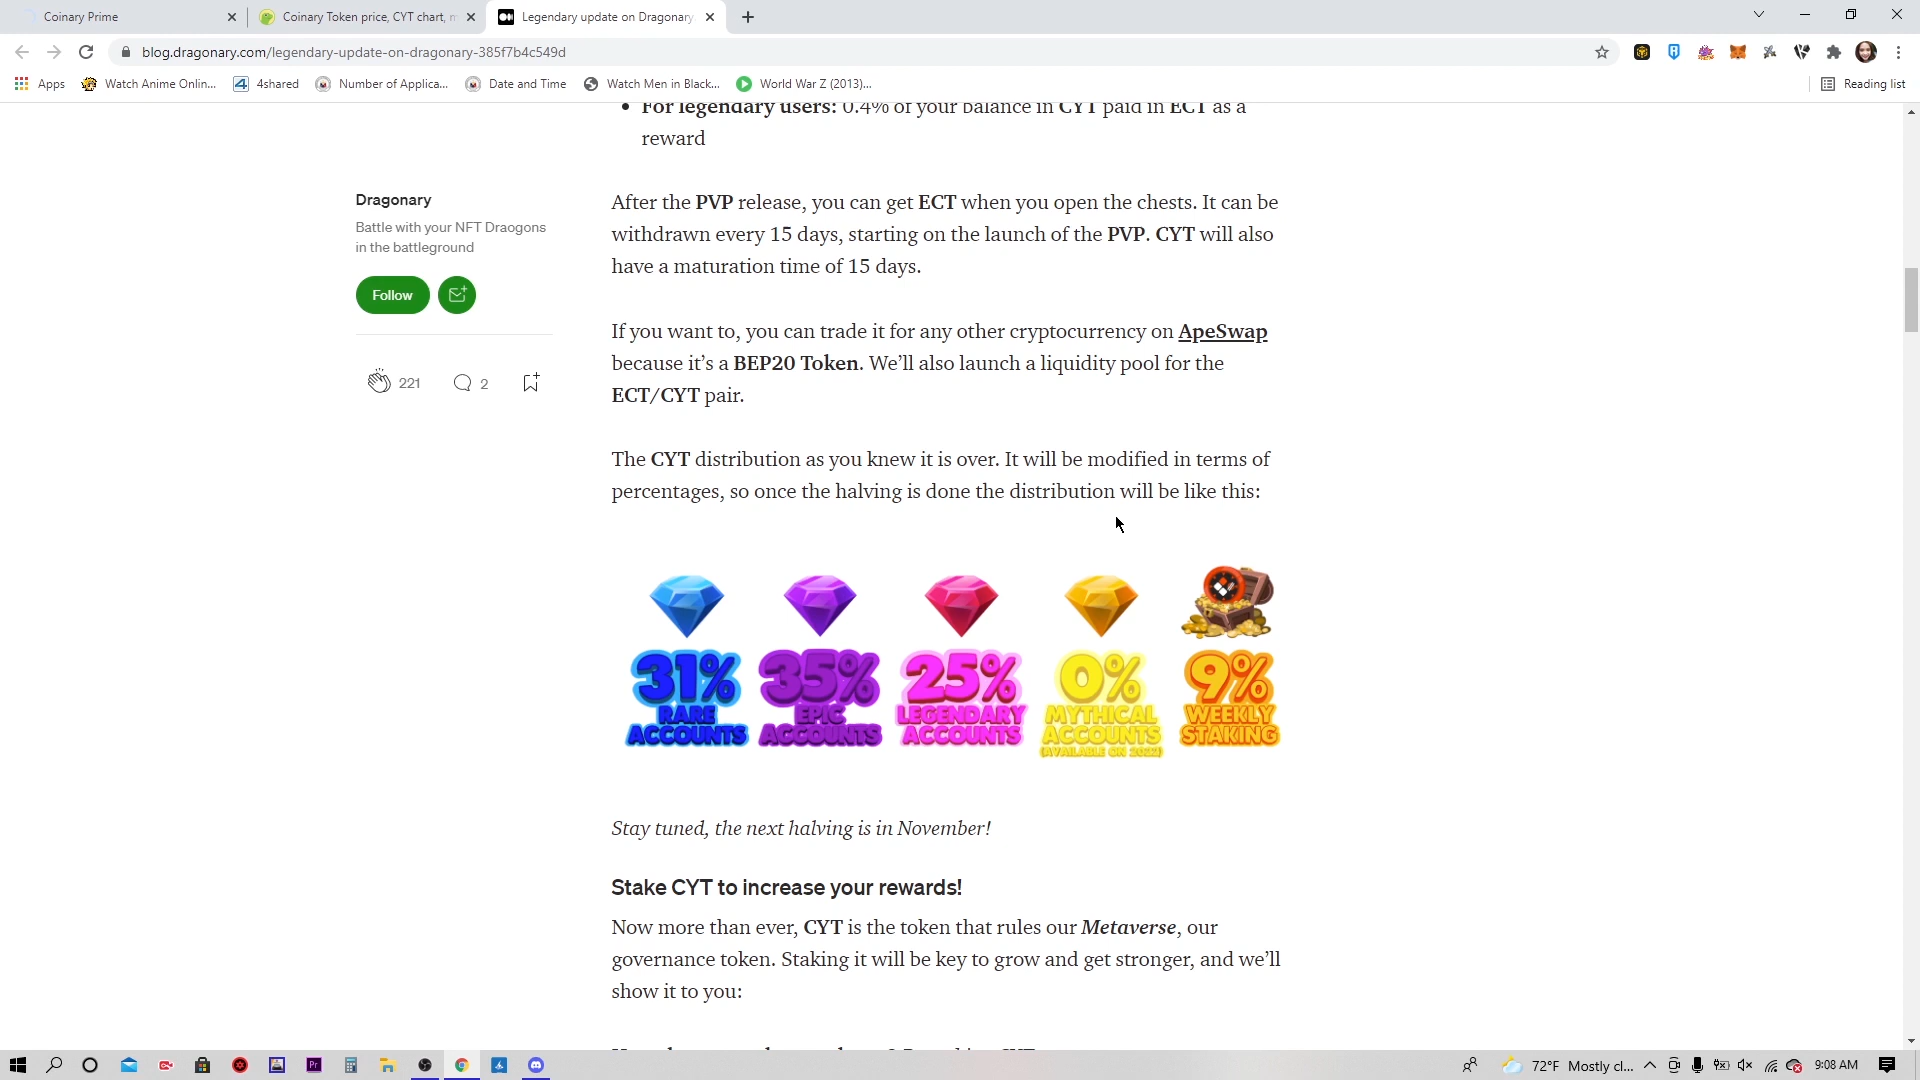 Coinary Prime
Coinary Token price, CYT chart, m
Legendary update on Dragonary
blog.dragonary.com/legendary-update-on-dragonary-385f7b4c549d
Apps
Watch Anime Onlin...
4shared
Number of Applica...
Date and Time
Watch Men in Black...
World War Z (2013)...
Reading list
• For legendary users: 0.4% of your balance in CYT paid in ECT as a
reward
Dragonary
Battle with your NFT Draogons
in the battleground
Follow
221
2
After the PVP release, you can get ECT when you open the chests. It can be
withdrawn every 15 days, starting on the launch of the PVP. CYT will also
have a maturation time of 15 days.
If you want to, you can trade it for any other cryptocurrency on ApeSwap
because it's a BEP20 Token. We'll also launch a liquidity pool for the
ECT/CYT pair.
The CYT distribution as you knew it is over. It will be modified in terms of
percentages, so once the halving is done the distribution will be like this:
31%
RARE
ACCOUNTS
35%
EPIC
ACCOUNTS
25%
LEGENDARY
ACCOUNTS
0%
MYTHICAL
ACCOUNTS
(AVAILABLE ON 2022)
9%
WEEKLY
STAKING
Stay tuned, the next halving is in November!
Stake CYT to increase your rewards!
Now more than ever, CYT is the token that rules our Metaverse, our
governance token. Staking it will be key to grow and get stronger, and we'll
show it to you:
72°F Mostly cl...
9:08 AM